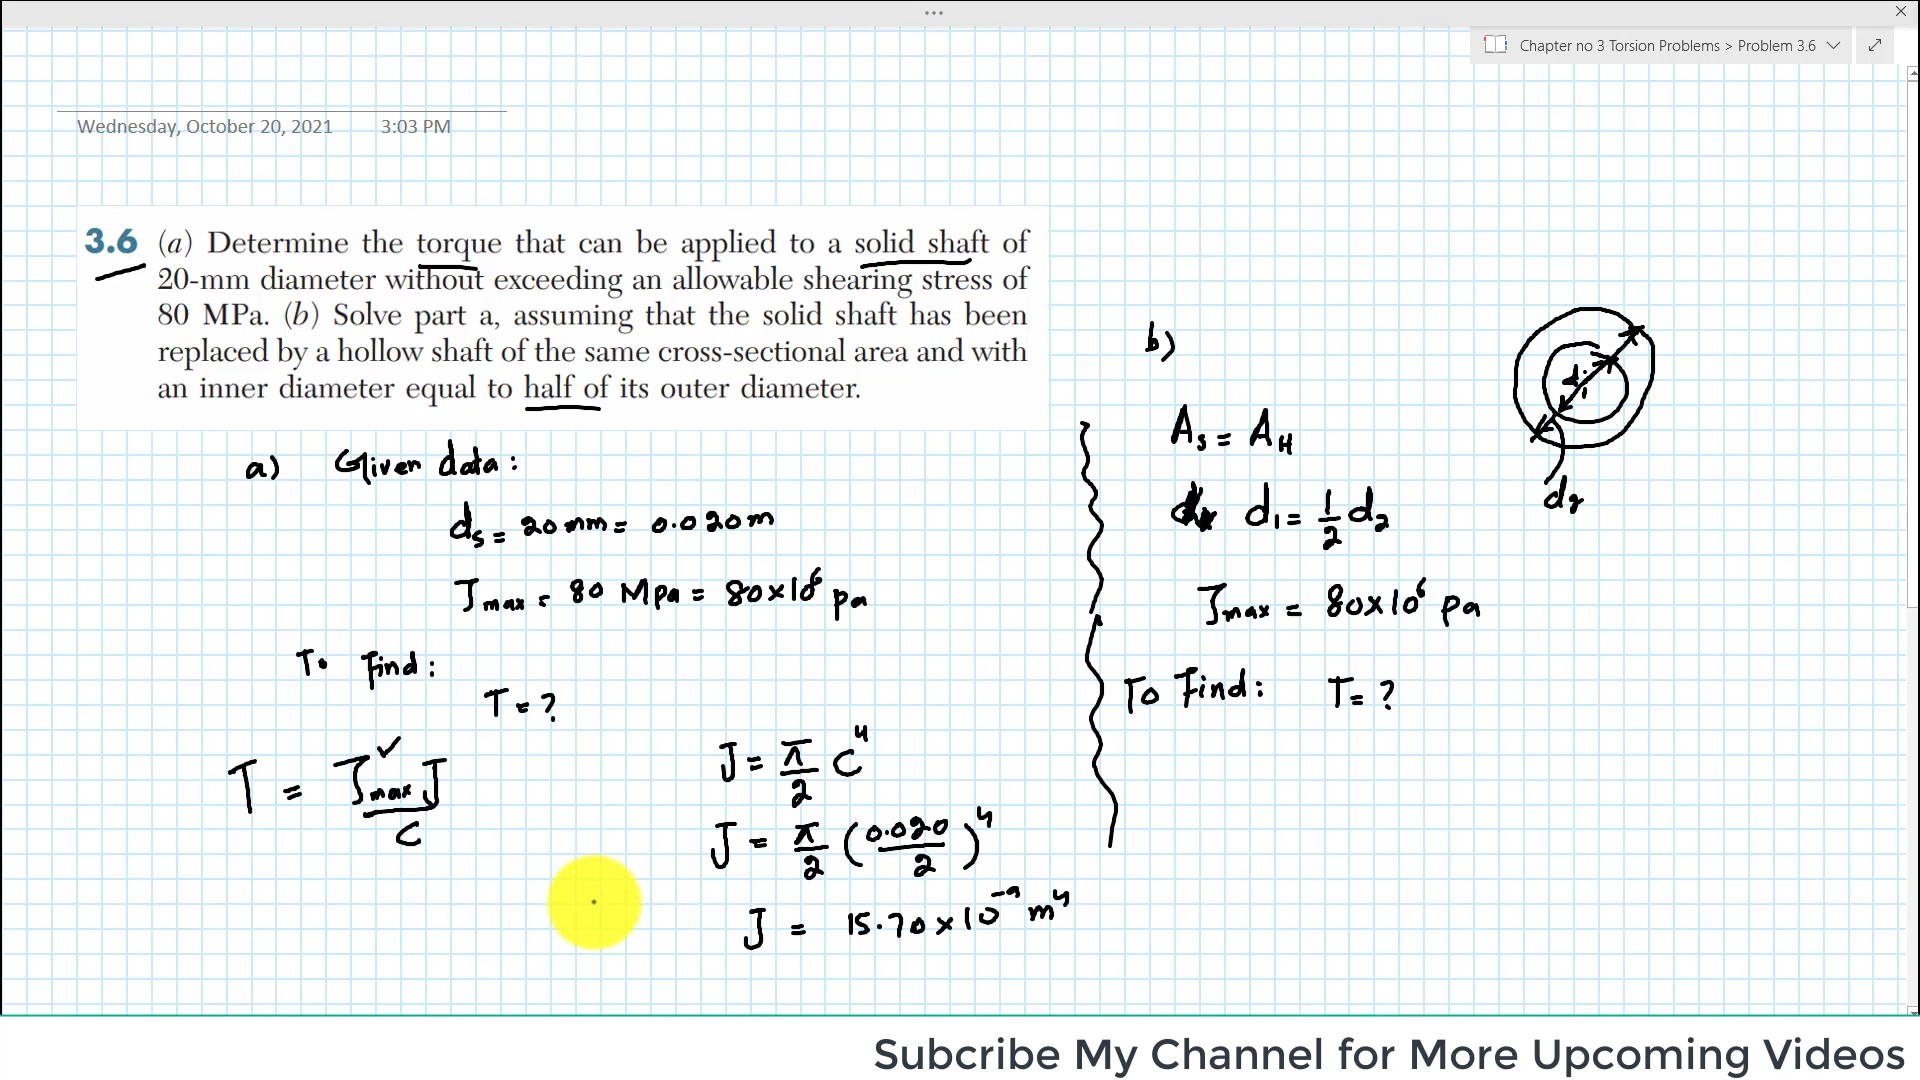 Chapter no 3 Torsion Problems > Problem 3.6
Wednesday, October 20, 2021 3:03 PM
3.6 (a) Determine the torque that can be applied to a solid shaft of
20-mm diameter without exceeding an allowable shearing stress of
80 MPa. (b) Solve part a, assuming that the solid shaft has been
replaced by a hollow shaft of the same cross-sectional area and with
an inner diameter equal to half of its outer diameter.
a) Given data:
ds = 20 mm = 0.020m
τmax = 80 Mpa = 80×10⁶ pa
To Find:
T = ?
T = τmax J / C
J = π/2 C⁴
J = π/2 (0.020/2)⁴
J = 15.70×10⁻⁹ m⁴
b)
As = AH
d₁ = 1/2 d₂
τmax = 80×10⁶ pa
To Find: T = ?
di
d₂
Subcribe My Channel for More Upcoming Videos